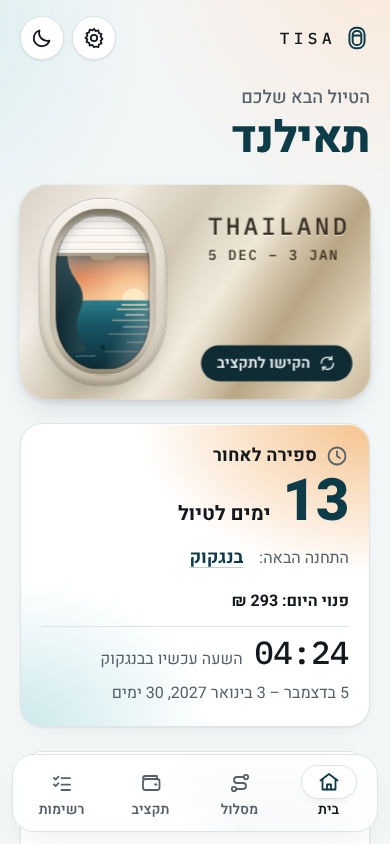 TISA
הטיול הבא שלכם
תאילנד
THAILAND
5 DEC – 3 JAN
הקישו לתקציב
ספירה לאחור
13 ימים לטיול
התחנה הבאה: בנגקוק
פנוי היום: 293 ₪
04:24 השעה עכשיו בבנגקוק
5 בדצמבר – 3 בינואר 2027, 30 ימים
בית
מסלול
תקציב
רשימות